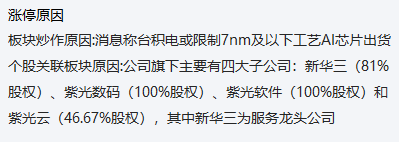 涨停原因
板块炒作原因:消息称台积电或限制7nm及以下工艺AI芯片出货
个股关联板块原因:公司旗下主要有四大子公司：新华三（81%
股权）、紫光数码（100%股权）、紫光软件（100%股权）和
紫光云（46.67%股权），其中新华三为服务龙头公司